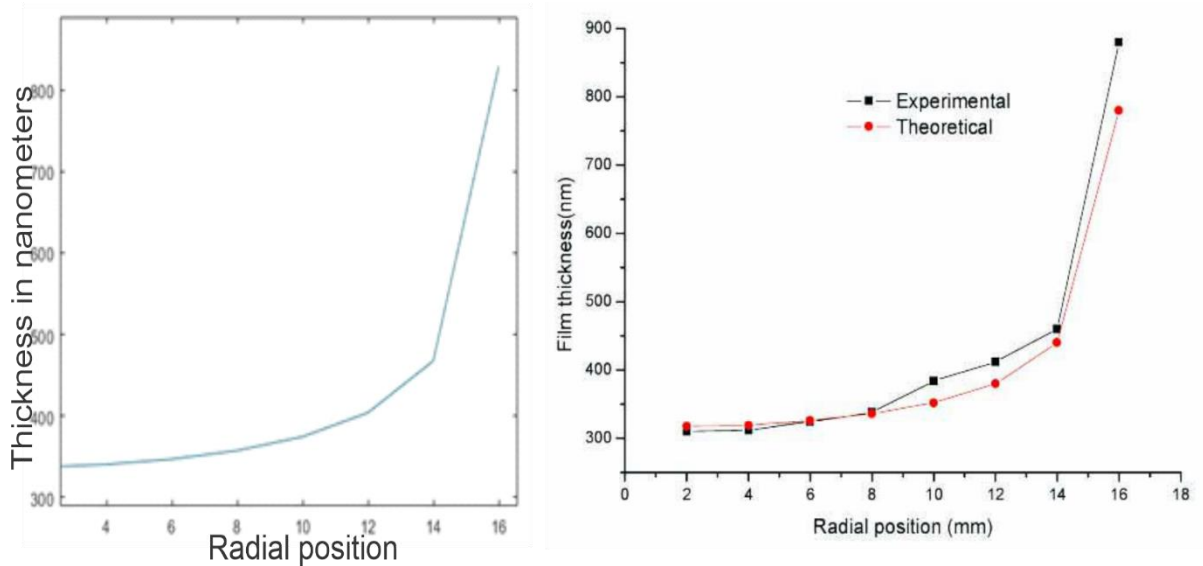 Thickness in nanometers
800
700
600
500
400
300
4 6 8 10 12 14 16
Radial position
Film thickness(nm)
900
800
700
600
500
400
300
Experimental
Theoretical
0 2 4 6 8 10 12 14 16 18
Radial position (mm)